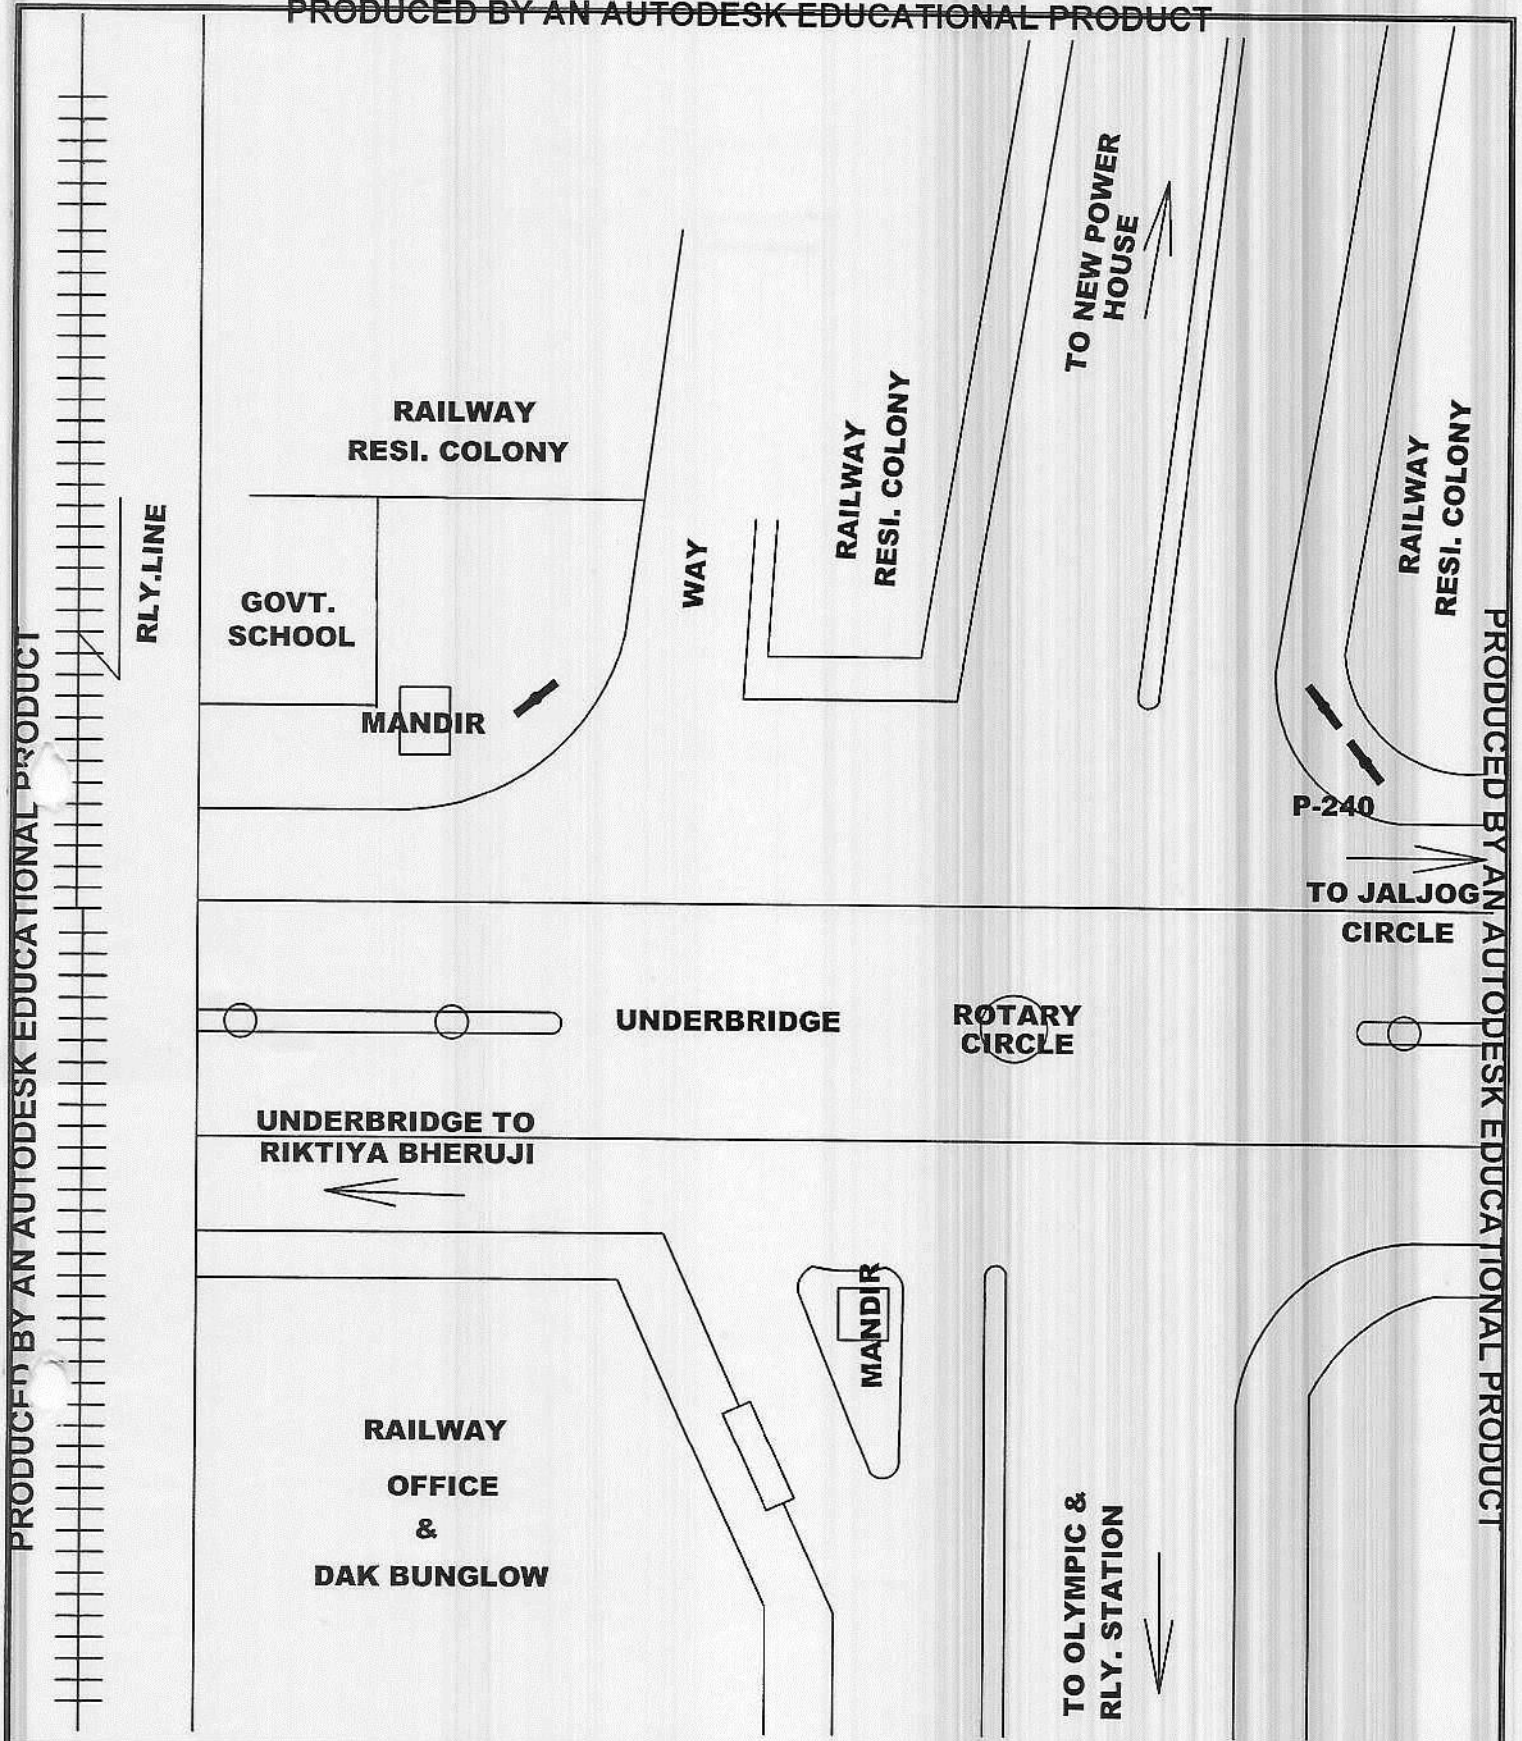 PRODUCED BY AN AUTODESK EDUCATIONAL PRODUCT
TO NEW POWER
HOUSE
RAILWAY
RESI. COLONY
RAILWAY
RESI. COLONY
RAILWAY
RESI. COLONY
RLY.LINE
WAY
GOVT.
SCHOOL
MANDIR
P-240
TO JALJOG
CIRCLE
UNDERBRIDGE
ROTARY
CIRCLE
UNDERBRIDGE TO
RIKTIYA BHERUJI
MANDIR
RAILWAY
OFFICE
&
DAK BUNGLOW
TO OLYMPIC &
RLY. STATION
PRODUCED BY AN AUTODESK EDUCATIONAL PRODUCT
PRODUCED BY AN AUTODESK EDUCATIONAL PRODUCT